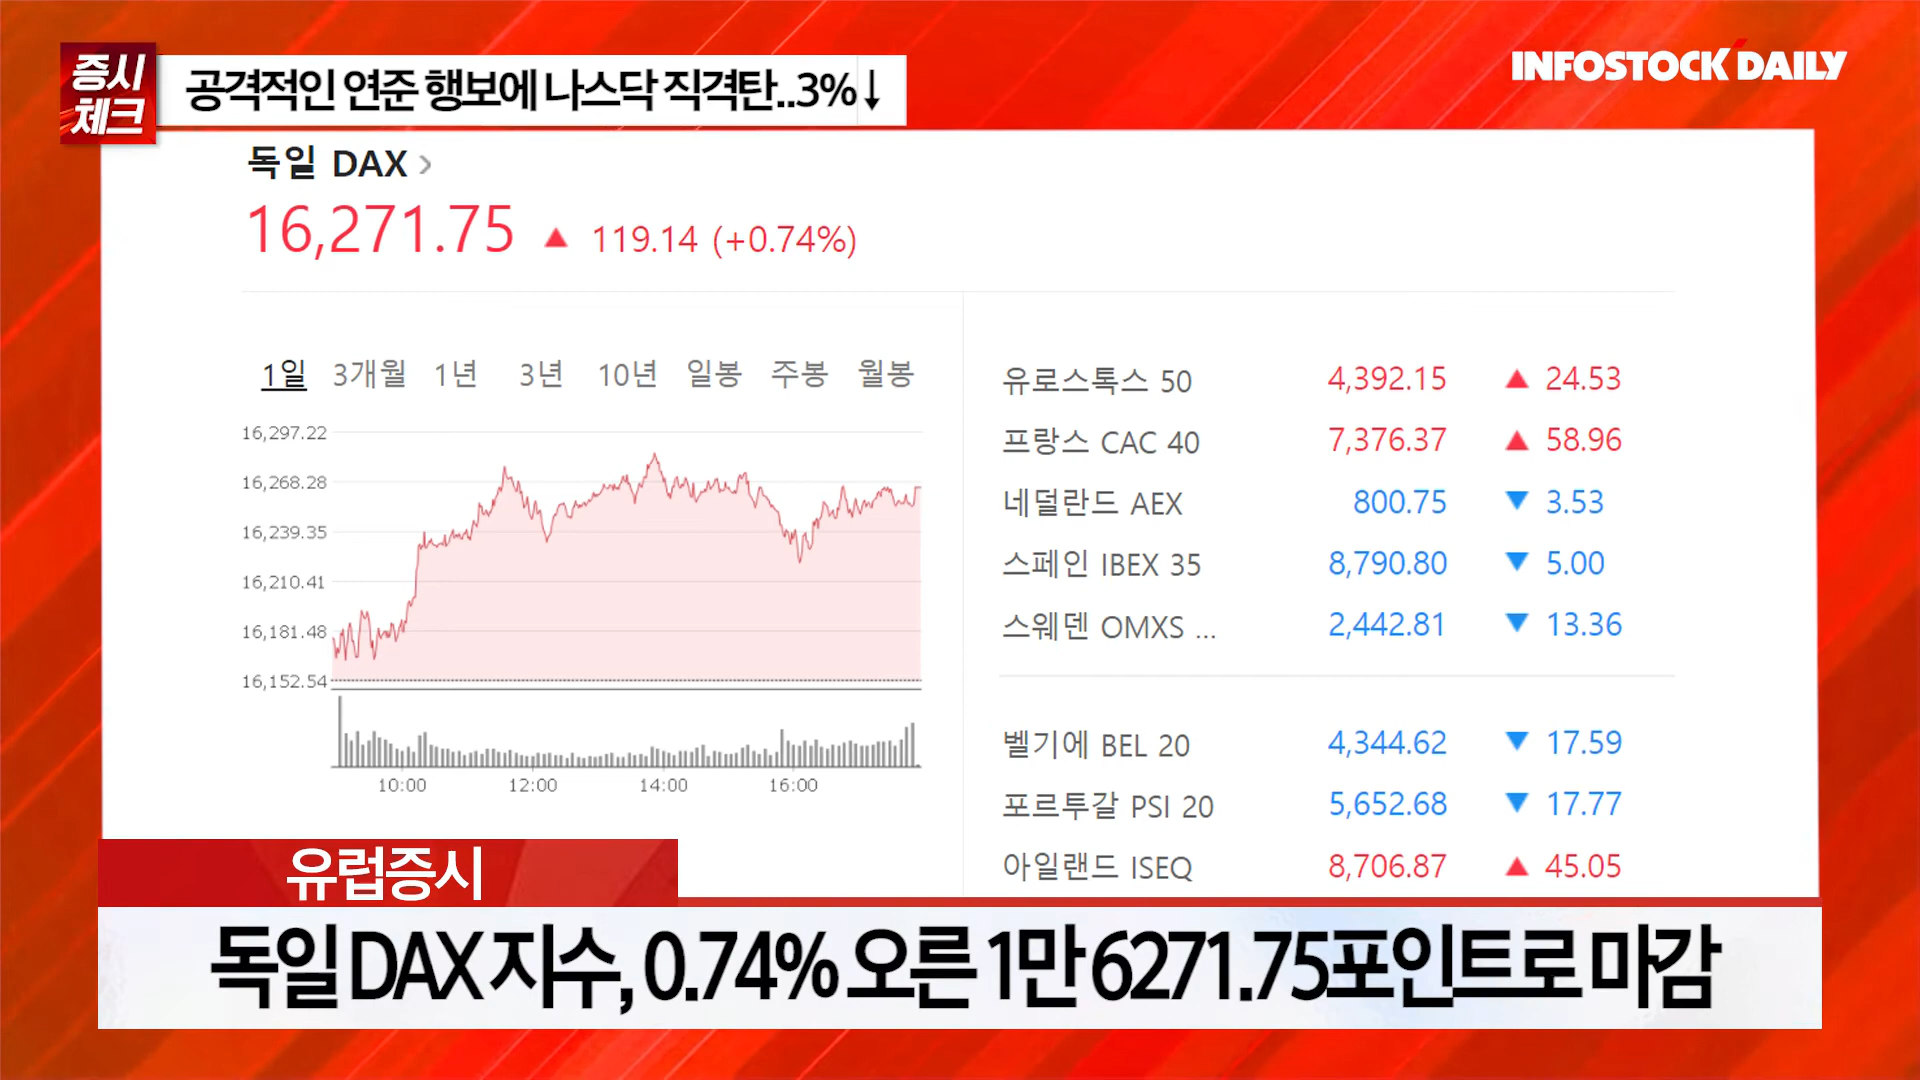 증시
체크
공격적인 연준 행보에 나스닥 직격탄..3%↓
INFOSTOCK DAILY
독일 DAX >
16,271.75 ▲ 119.14 (+0.74%)
1일 3개월 1년 3년 10년 일봉 주봉 월봉
16,297.22
16,268.28
16,239.35
16,210.41
16,181.48
16,152.54
10:00 12:00 14:00 16:00
유로스톡스 50 4,392.15 ▲ 24.53
프랑스 CAC 40 7,376.37 ▲ 58.96
네덜란드 AEX 800.75 ▼ 3.53
스페인 IBEX 35 8,790.80 ▼ 5.00
스웨덴 OMXS ... 2,442.81 ▼ 13.36
벨기에 BEL 20 4,344.62 ▼ 17.59
포르투갈 PSI 20 5,652.68 ▼ 17.77
아일랜드 ISEQ 8,706.87 ▲ 45.05
유럽증시
독일 DAX 지수, 0.74% 오른 1만 6271.75포인트로 마감